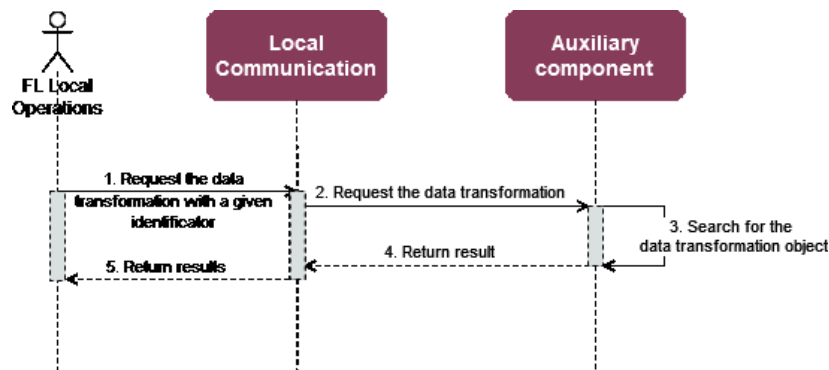 FL Local
Operations
Local
Communication
Auxiliary
component
1. Request the data
transformation with a given
identificator
2. Request the data transformation
3. Search for the
data transformation object
4. Return result
5. Return results